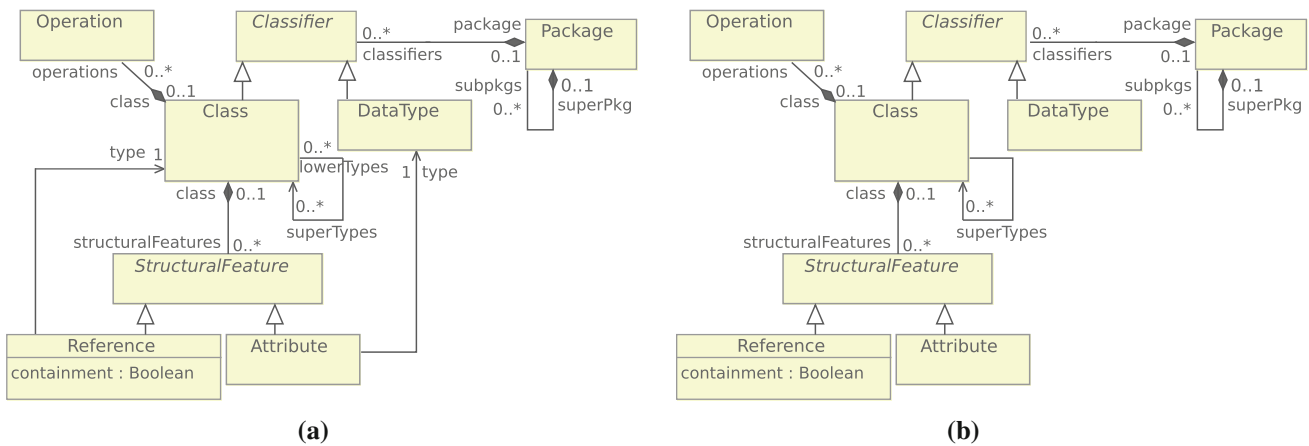 Operation
Classifier
package
Package
0..*
classifiers
0..1
operations
0..*
0..1
class
subpkgs
0..*
0..1
superPkg
Class
DataType
type 1
0..*
lowerTypes
1 type
class
0..1
0..*
superTypes
structuralFeatures
0..*
StructuralFeature
Reference
containment : Boolean
Attribute
(a)
Operation
Classifier
package
Package
0..*
classifiers
0..1
operations
0..*
0..1
class
subpkgs
0..*
0..1
superPkg
Class
DataType
class
0..1
0..*
superTypes
structuralFeatures
0..*
StructuralFeature
Reference
containment : Boolean
Attribute
(b)